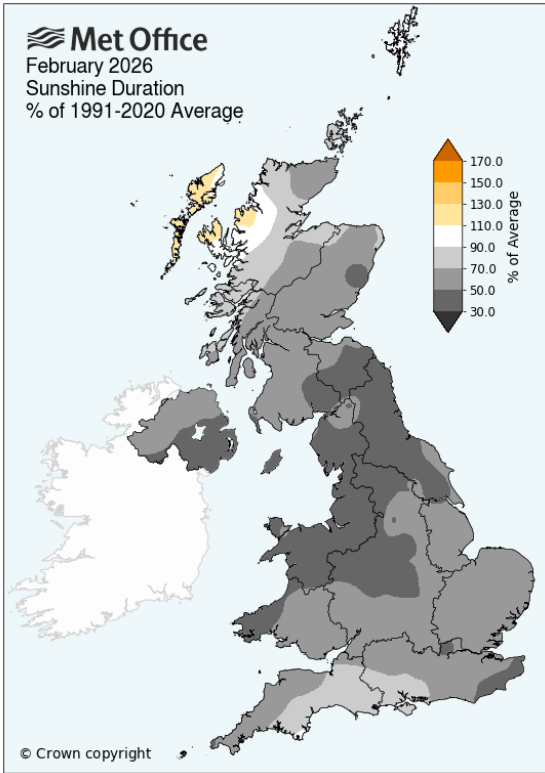 Met Office
February 2026
Sunshine Duration
% of 1991-2020 Average
170.0
150.0
130.0
110.0
90.0
70.0
50.0
30.0
% of Average
© Crown copyright